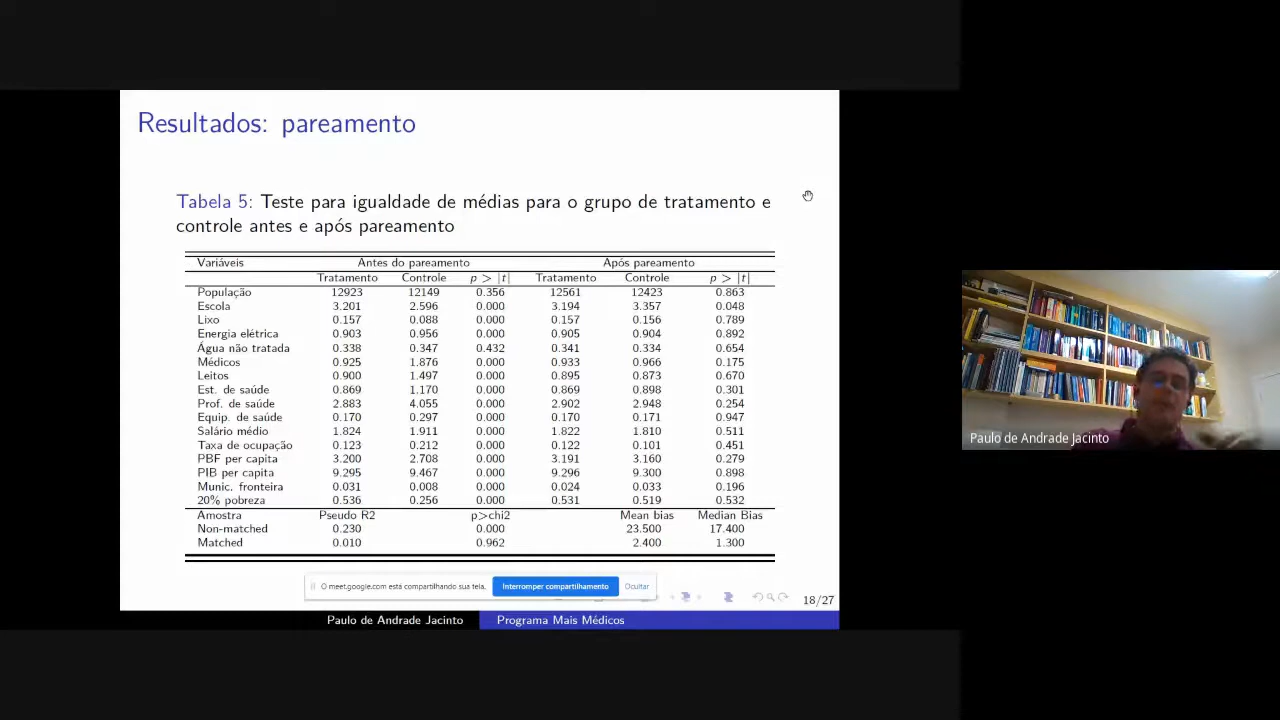 Resultados: pareamento
Tabela 5: Teste para igualdade de médias para o grupo de tratamento e
controle antes e após pareamento
Variáveis Antes do pareamento Após pareamento
Tratamento Controle p > |t| Tratamento Controle p > |t|
População 12923 12149 0.356 12561 12423 0.863
Escola 3.201 2.596 0.000 3.194 3.357 0.048
Lixo 0.157 0.088 0.000 0.157 0.156 0.789
Energia elétrica 0.903 0.956 0.000 0.905 0.904 0.892
Água não tratada 0.338 0.347 0.432 0.341 0.334 0.654
Médicos 0.925 1.876 0.000 0.933 0.966 0.175
Leitos 0.900 1.497 0.000 0.895 0.873 0.670
Est. de saúde 0.869 1.170 0.000 0.869 0.898 0.301
Prof. de saúde 2.883 4.055 0.000 2.902 2.948 0.254
Equip. de saúde 0.170 0.297 0.000 0.170 0.171 0.947
Salário médio 1.824 1.911 0.000 1.822 1.810 0.511
Taxa de ocupação 0.123 0.212 0.000 0.122 0.101 0.451
PBF per capita 3.200 2.708 0.000 3.191 3.160 0.279
PIB per capita 9.295 9.467 0.000 9.296 9.300 0.898
Munic. fronteira 0.031 0.008 0.000 0.024 0.033 0.196
20% pobreza 0.536 0.256 0.000 0.531 0.519 0.532
Amostra Pseudo R2 p>chi2 Mean bias Median Bias
Non-matched 0.230 0.000 23.500 17.400
Matched 0.010 0.962 2.400 1.300
O meet.google.com está compartilhando sua tela. Interromper compartilhamento Ocultar
18/27
Paulo de Andrade Jacinto Programa Mais Médicos
Paulo de Andrade Jacinto